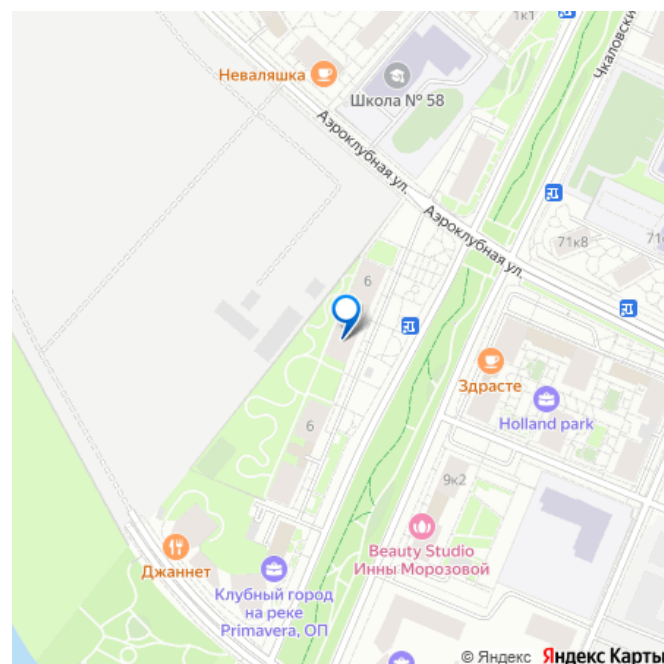 1к1
Чкаловски
Неваляшка
Школа № 58
Аэроклубная ул.
Аэроклубная ул.
71к8
6
Здрасте
Holland park
6
9к2
Beauty Studio
Инны Морозовой
Джаннет
Клубный город
на реке
Primavera, ОП
© Яндекс Яндекс Карты